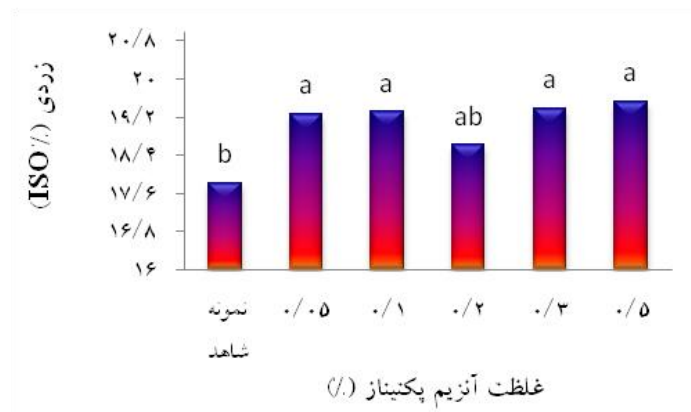 زردی (ISO٪)
۲۰/۸
۲۰
۱۹/۲
۱۸/۴
۱۷/۶
۱۶/۸
۱۶
b
a
a
ab
a
a
نمونه شاهد
۰/۰۵
۰/۱
۰/۲
۰/۳
۰/۵
غلظت آنزیم پکنیناز (٪)